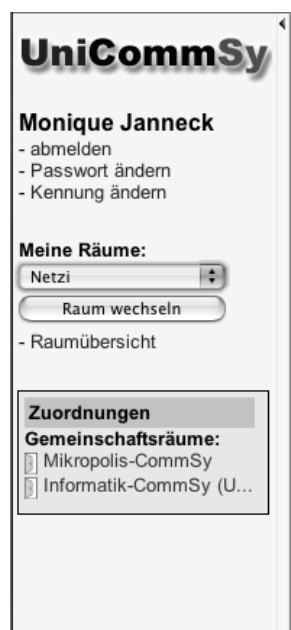 UniCommSy
Monique Janneck
- abmelden
- Passwort ändern
- Kennung ändern
Meine Räume:
Netzi
Raum wechseln
- Raumübersicht
Zuordnungen
Gemeinschaftsräume:
Mikropolis-CommSy
Informatik-CommSy (U...